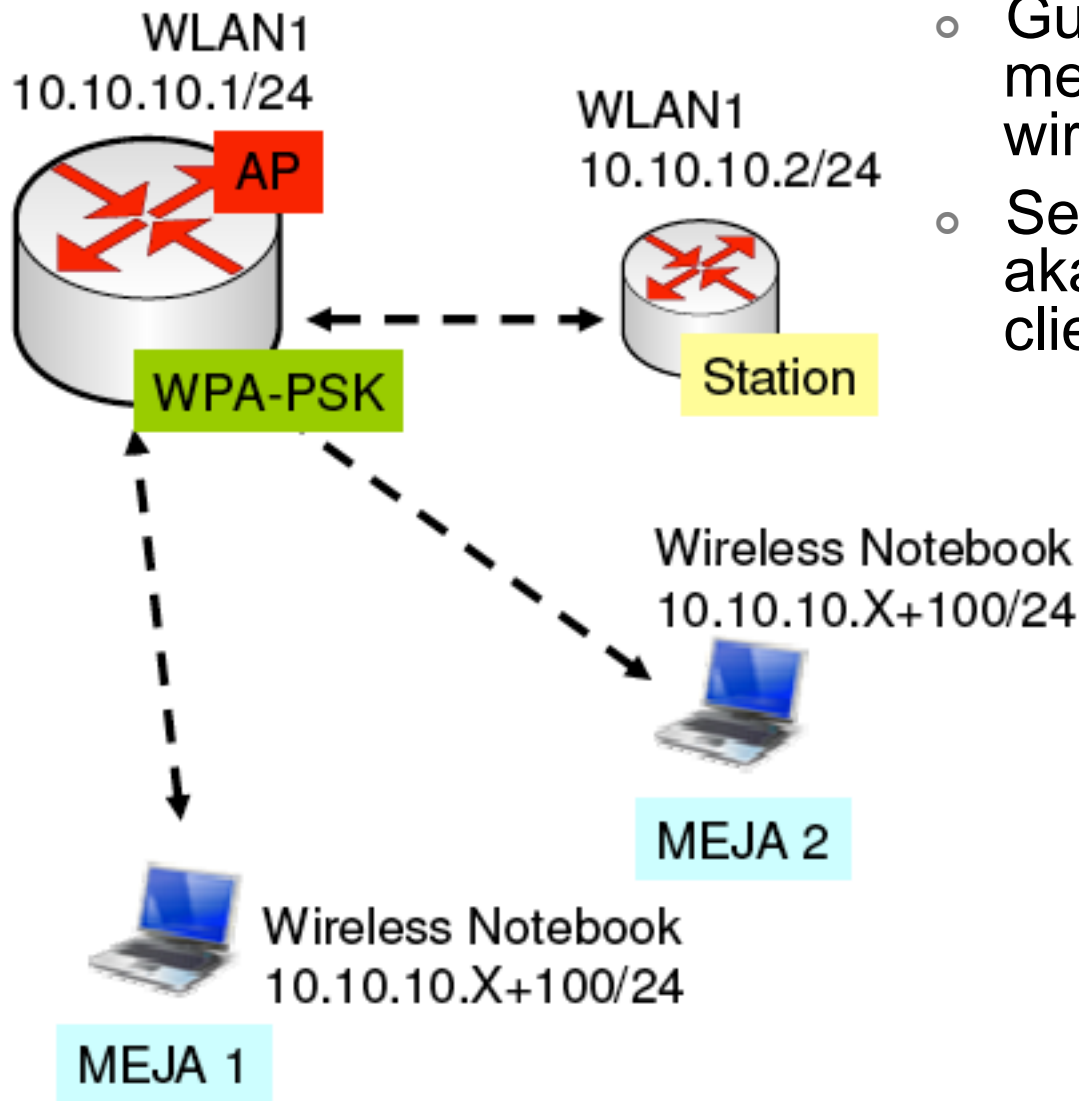 WLAN1
10.10.10.1/24
AP
WPA-PSK
WLAN1
10.10.10.2/24
Station
Wireless Notebook
10.10.10.X+100/24
MEJA 2
Wireless Notebook
10.10.10.X+100/24
MEJA 1